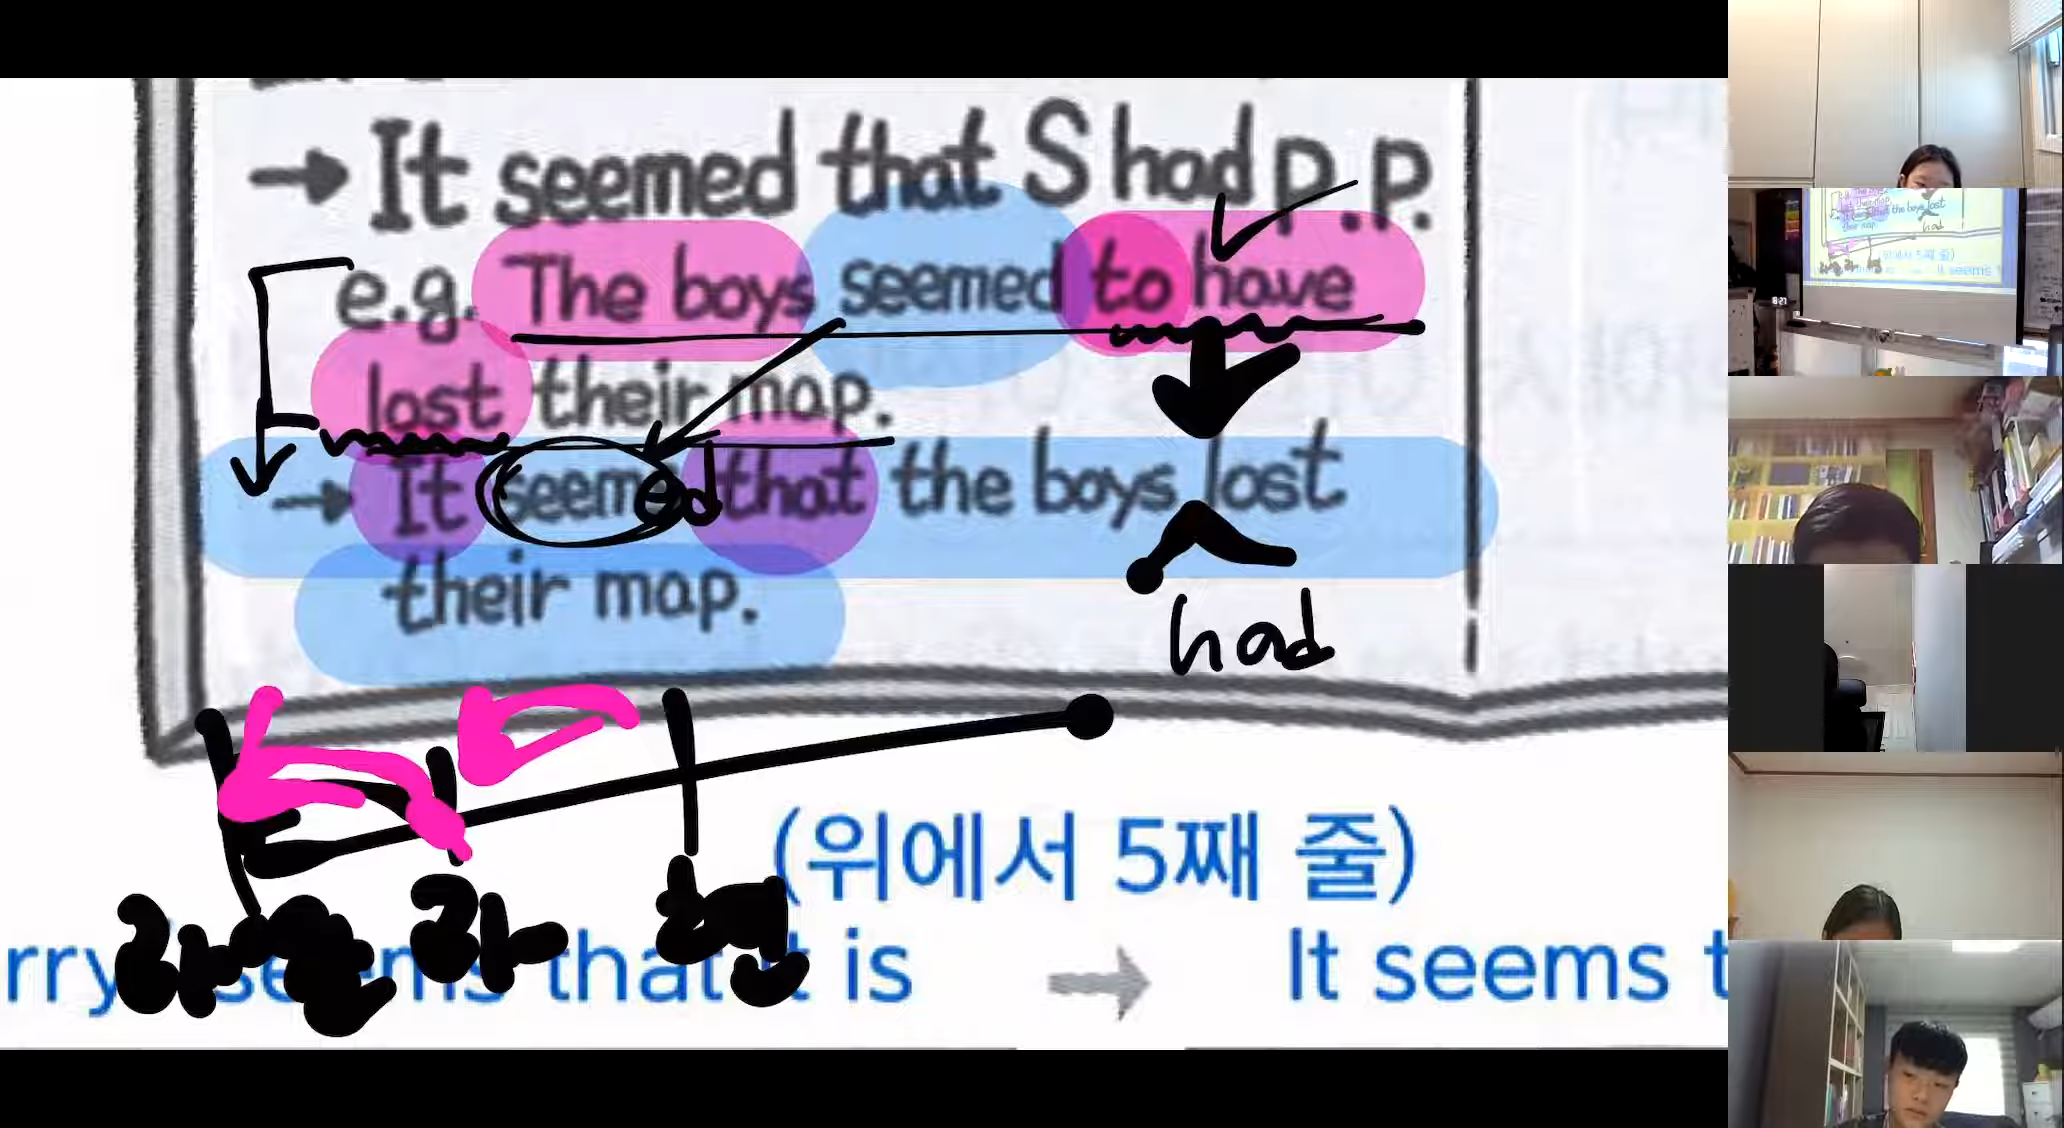 → It seemed that S had p.p.
e.g. The boys seemed to have
lost their map.
→ It seemed that the boys lost
had
their map.
(위에서 5째 줄)
라 현
rry seems that it is → It seems t